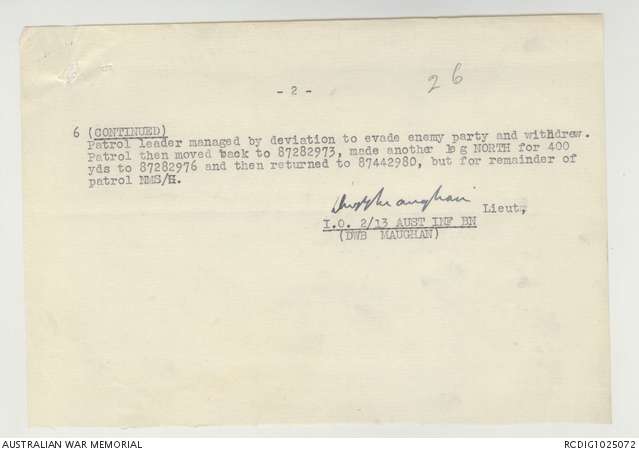 - 2 -
26
6 (CONTINUED)
Patrol leader managed by deviation to evade enemy party and withdrew.
Patrol then moved back to 87282973, made another leg NORTH for 400
yds to 87282976 and then returned to 87442980, but for remainder of
patrol NMS/H.
DWBMaughan
Lieut,
I.O. 2/13 AUST INF BN
(DWB MAUGHAN)
AUSTRALIAN WAR MEMORIAL
RCDIG1025072